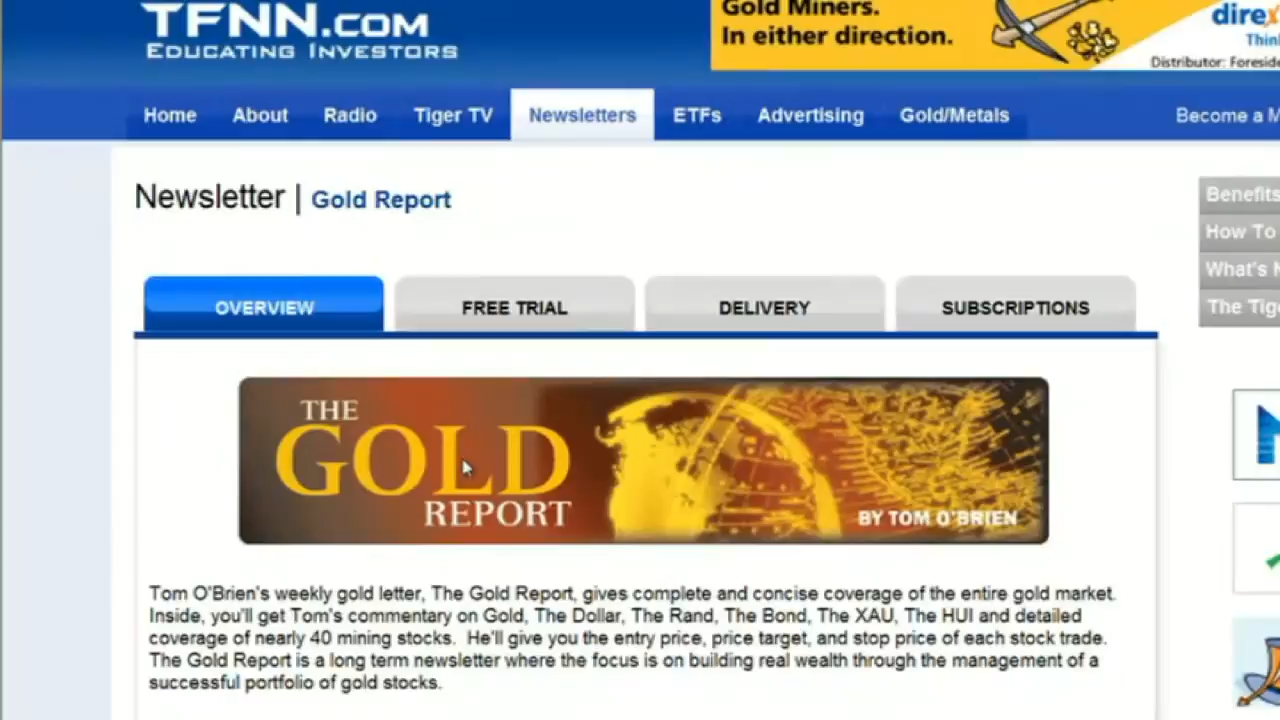 TFNN.COM
EDUCATING INVESTORS
Gold Miners.
In either direction.
Distributor:
Home About Radio Tiger TV Newsletters ETFs Advertising Gold/Metals Become a
Newsletter | Gold Report
Benefits
How To
What's
The
OVERVIEW FREE TRIAL DELIVERY SUBSCRIPTIONS
THE
GOLD
REPORT
BY TOM O'BRIEN
Tom O'Brien's weekly gold letter, The Gold Report, gives complete and concise coverage of the entire gold market.
Inside, you'll get Tom's commentary on Gold, The Dollar, The Rand, The Bond, The XAU, The HUI and detailed
coverage of nearly 40 mining stocks. He'll give you the entry price, price target, and stop price of each stock trade.
The Gold Report is a long term newsletter where the focus is on building real wealth through the management of a
successful portfolio of gold stocks.